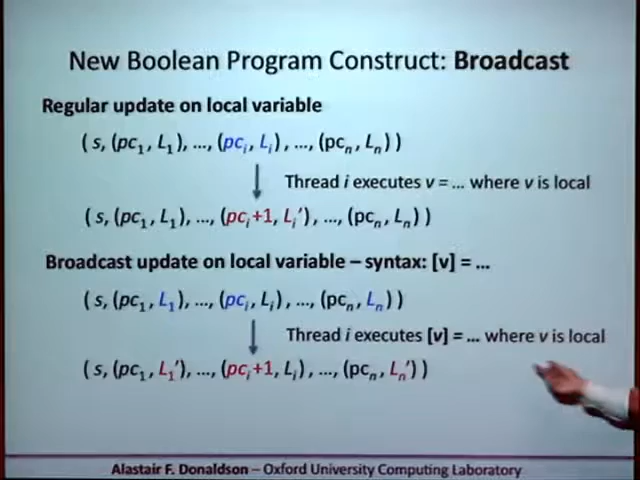 New Boolean Program Construct: Broadcast
Regular update on local variable
( s, (pc1, L1), ..., (pci, Li), ..., (pcn, Ln) )
Thread i executes v = ... where v is local
( s, (pc1, L1), ..., (pci+1, Li′), ..., (pcn, Ln) )
Broadcast update on local variable – syntax: [v] = ...
( s, (pc1, L1), ..., (pci, Li), ..., (pcn, Ln) )
Thread i executes [v] = ... where v is local
( s, (pc1, L1′), ..., (pci+1, Li), ..., (pcn, Ln′) )
Alastair F. Donaldson – Oxford University Computing Laboratory